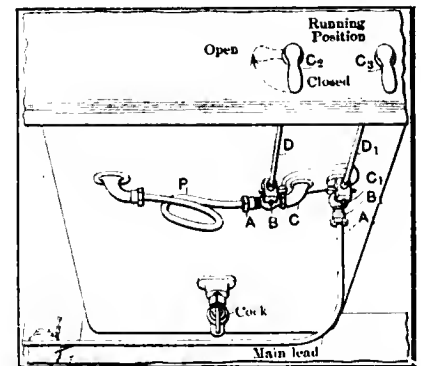 Running
Position
Open
C2
C3
Closed
D
D1
P
C1
B
A
A
B
C
Cock
Main lead